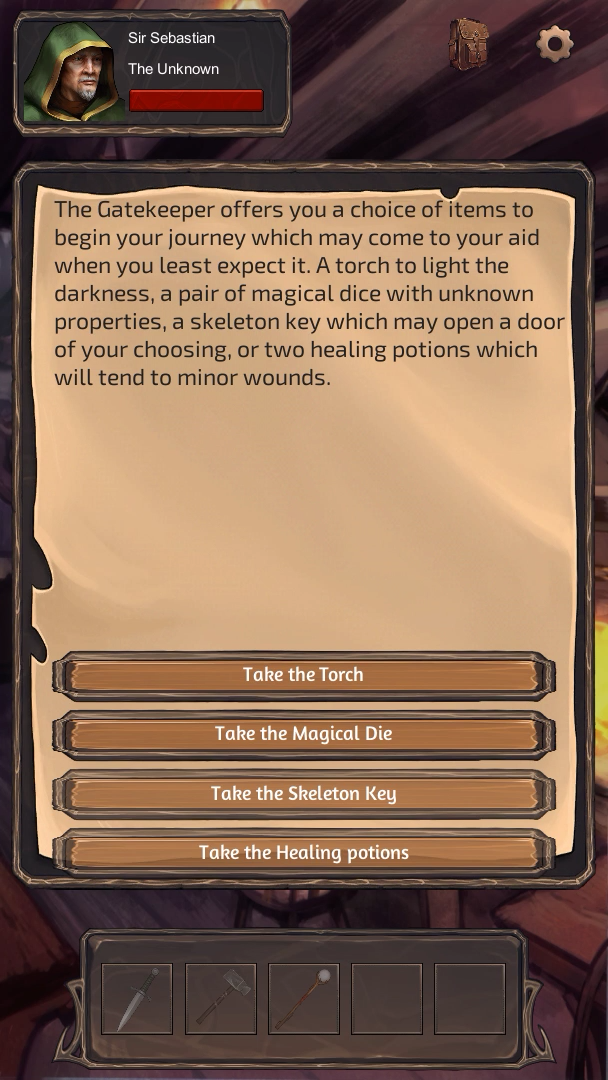 Sir Sebastian
The Unknown
The Gatekeeper offers you a choice of items to
begin your journey which may come to your aid
when you least expect it. A torch to light the
darkness, a pair of magical dice with unknown
properties, a skeleton key which may open a door
of your choosing, or two healing potions which
will tend to minor wounds.
Take the Torch
Take the Magical Die
Take the Skeleton Key
Take the Healing potions